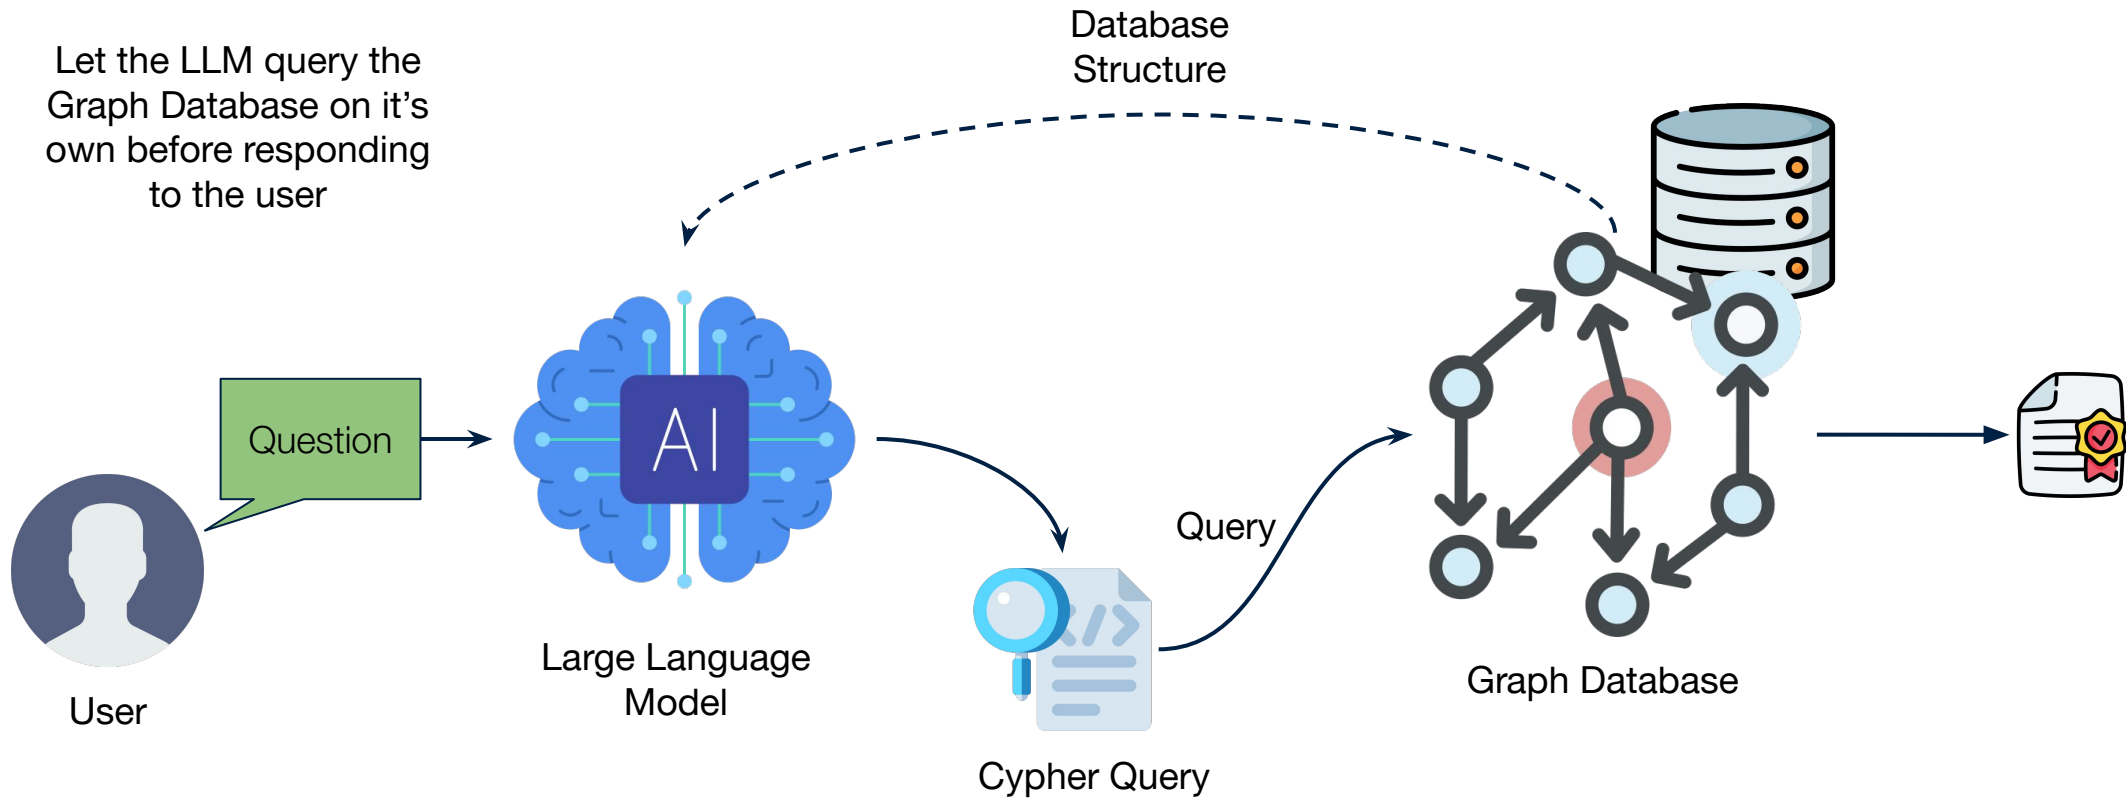 Let the LLM query the
Graph Database on it's
own before responding
to the user
Database
Structure
Question
AI
Query
User
Large Language
Model
Cypher Query
Graph Database